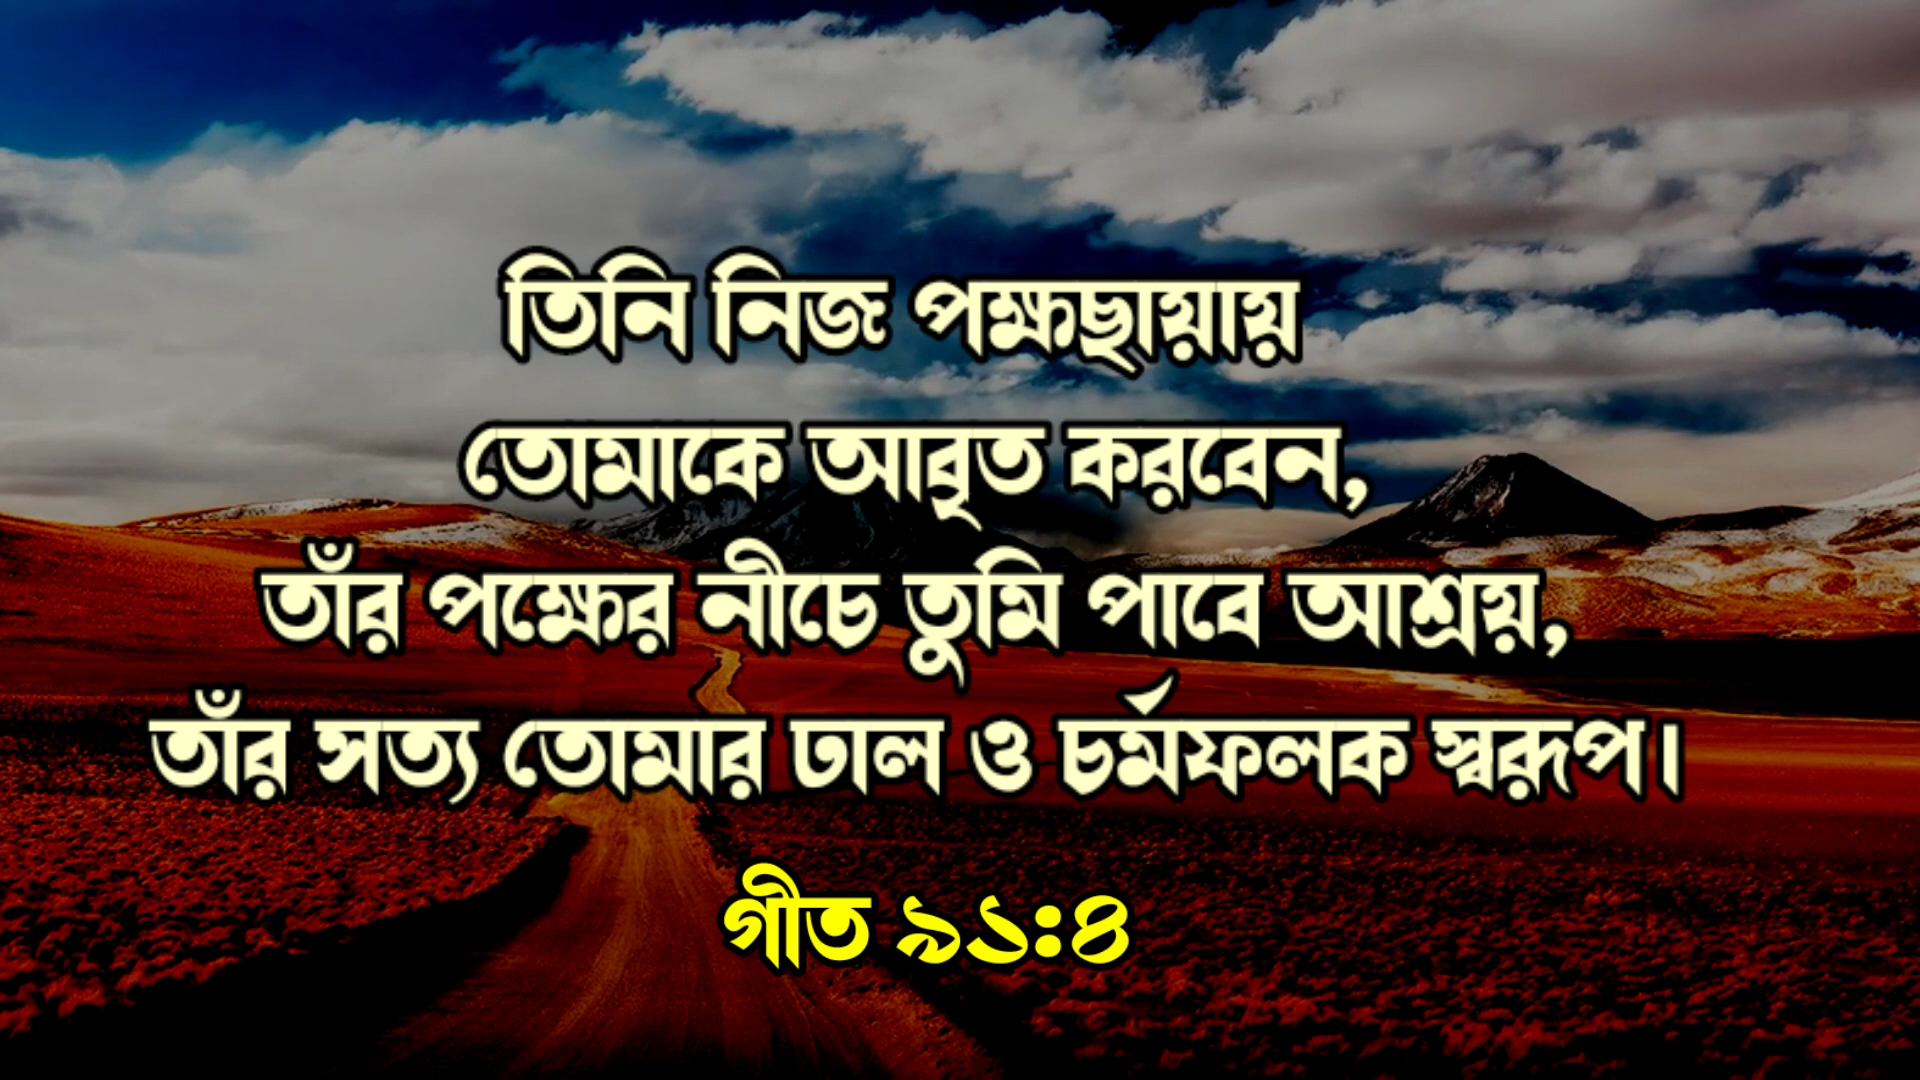 তিনি নিজ পক্ষছায়ায়
তোমাকে আবৃত করবেন,
তাঁর পক্ষের নীচে তুমি পাবে আশ্রয়,
তাঁর সত্য তোমার ঢাল ও চর্মফলক স্বরূপ।
গীত ৯১:৪